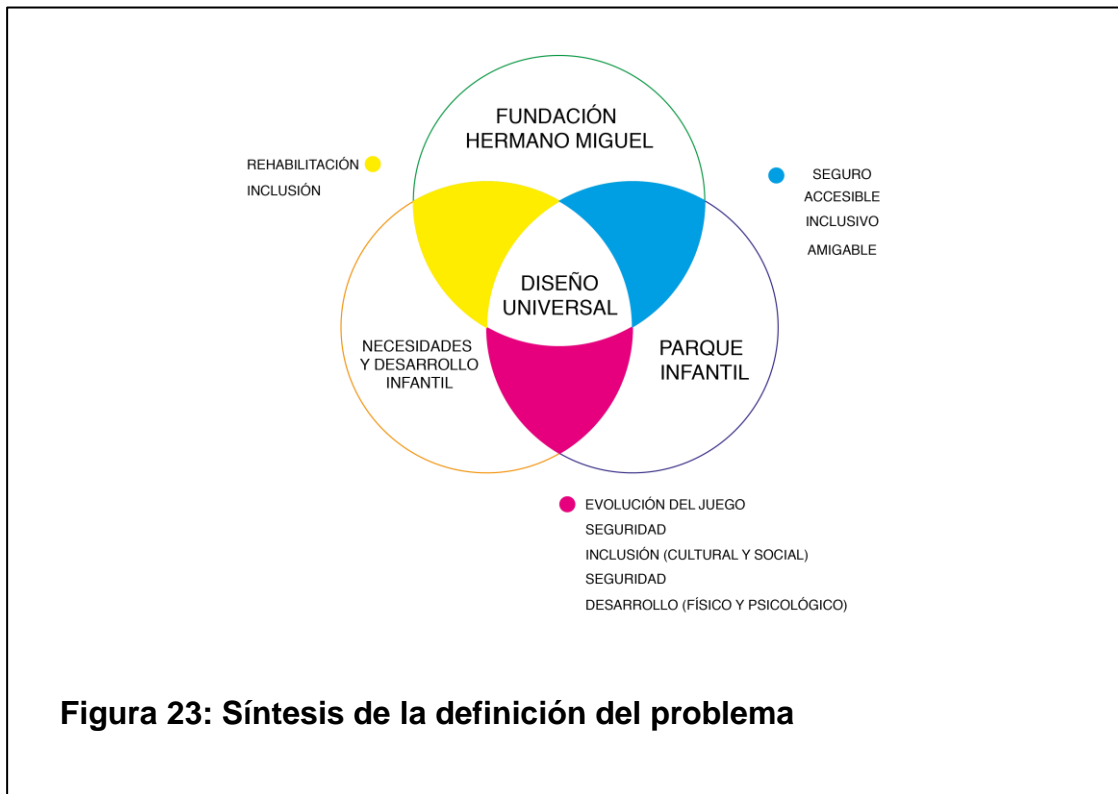 FUNDACIÓN
HERMANO MIGUEL
REHABILITACIÓN
INCLUSIÓN
SEGURO
ACCESIBLE
INCLUSIVO
AMIGABLE
DISEÑO
UNIVERSAL
NECESIDADES
Y DESARROLLO
INFANTIL
PARQUE
INFANTIL
EVOLUCIÓN DEL JUEGO
SEGURIDAD
INCLUSIÓN (CULTURAL Y SOCIAL)
SEGURIDAD
DESARROLLO (FÍSICO Y PSICOLÓGICO)
Figura 23: Síntesis de la definición del problema